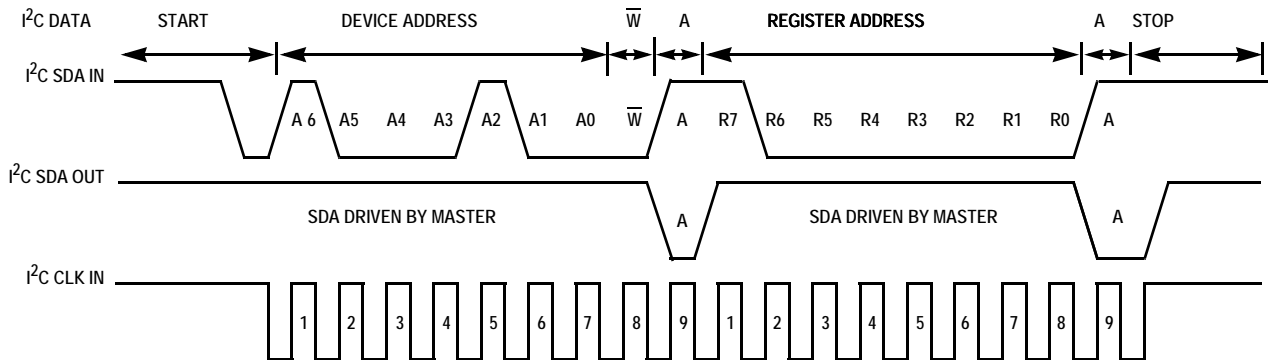 I²C DATA START DEVICE ADDRESS W̅ A REGISTER ADDRESS A STOP
I²C SDA IN
A 6 A5 A4 A3 A2 A1 A0 W̅ A R7 R6 R5 R4 R3 R2 R1 R0 A
I²C SDA OUT
SDA DRIVEN BY MASTER A SDA DRIVEN BY MASTER A
I²C CLK IN
1 2 3 4 5 6 7 8 9 1 2 3 4 5 6 7 8 9